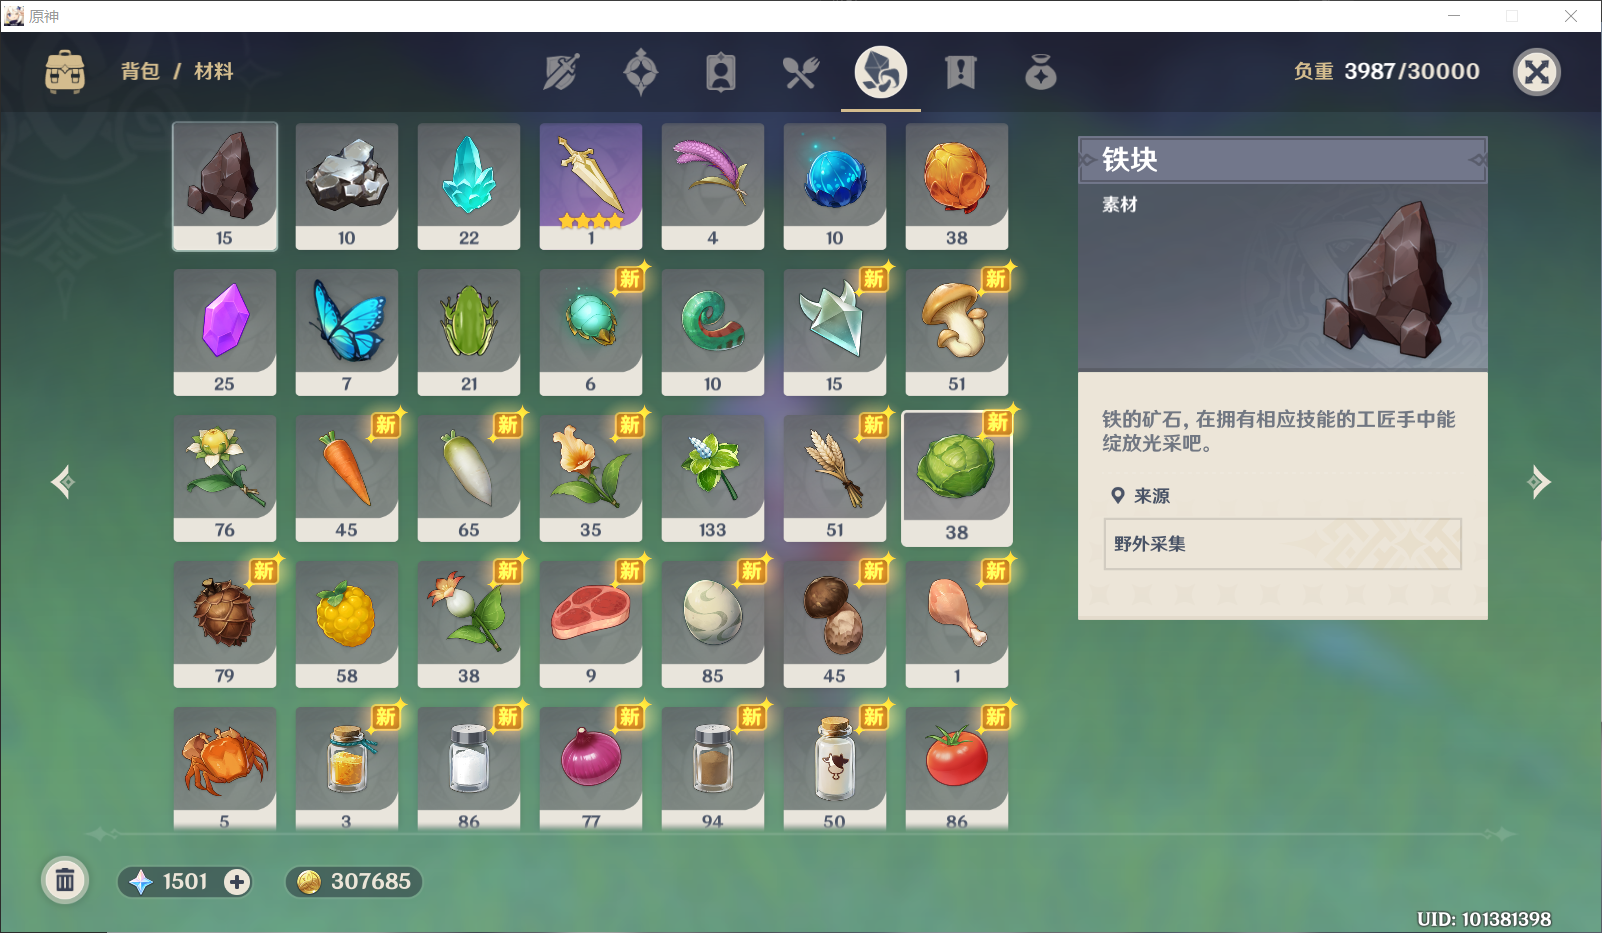 原神
背包 / 材料
负重 3987/30000
15 10 22 1 4 10 38
新 新 新
25 7 21 6 10 15 51
新 新 新 新 新
76 45 65 35 133 51 38
新 新 新 新 新 新
79 58 38 9 85 45 1
新 新 新 新 新 新
5 3 86 77 94 50 86
铁块
素材
铁的矿石，在拥有相应技能的工匠手中能
绽放光采吧。
来源
野外采集
1501
307685
UID: 101381398